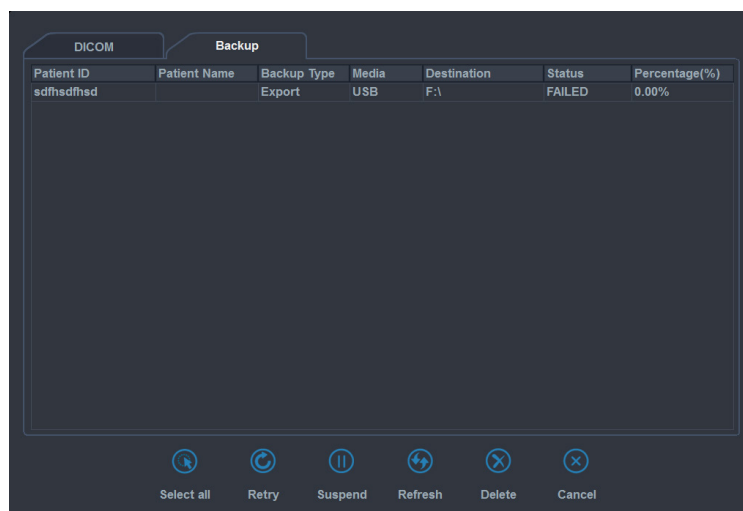 DICOM Backup
Patient ID Patient Name Backup Type Media Destination Status Percentage(%)
sdfhsdfhsd Export USB F:\ FAILED 0.00%
Select all Retry Suspend Refresh Delete Cancel